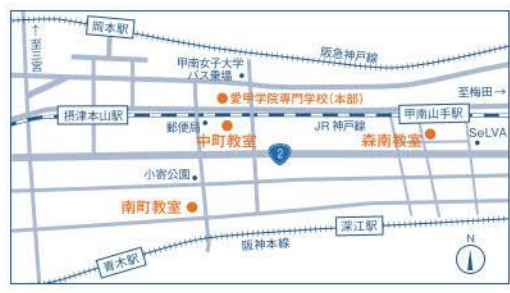 岡本駅
←至三宮
阪急神戸線
甲南女子大学
バス乗場
至梅田→
愛甲学院専門学校(本部)
摂津本山駅
甲南山手駅
郵便局
中町教室
JR神戸線
森南教室
SeLVA
2
小寄公園
南町教室
深江駅
阪神本線
青木駅
N